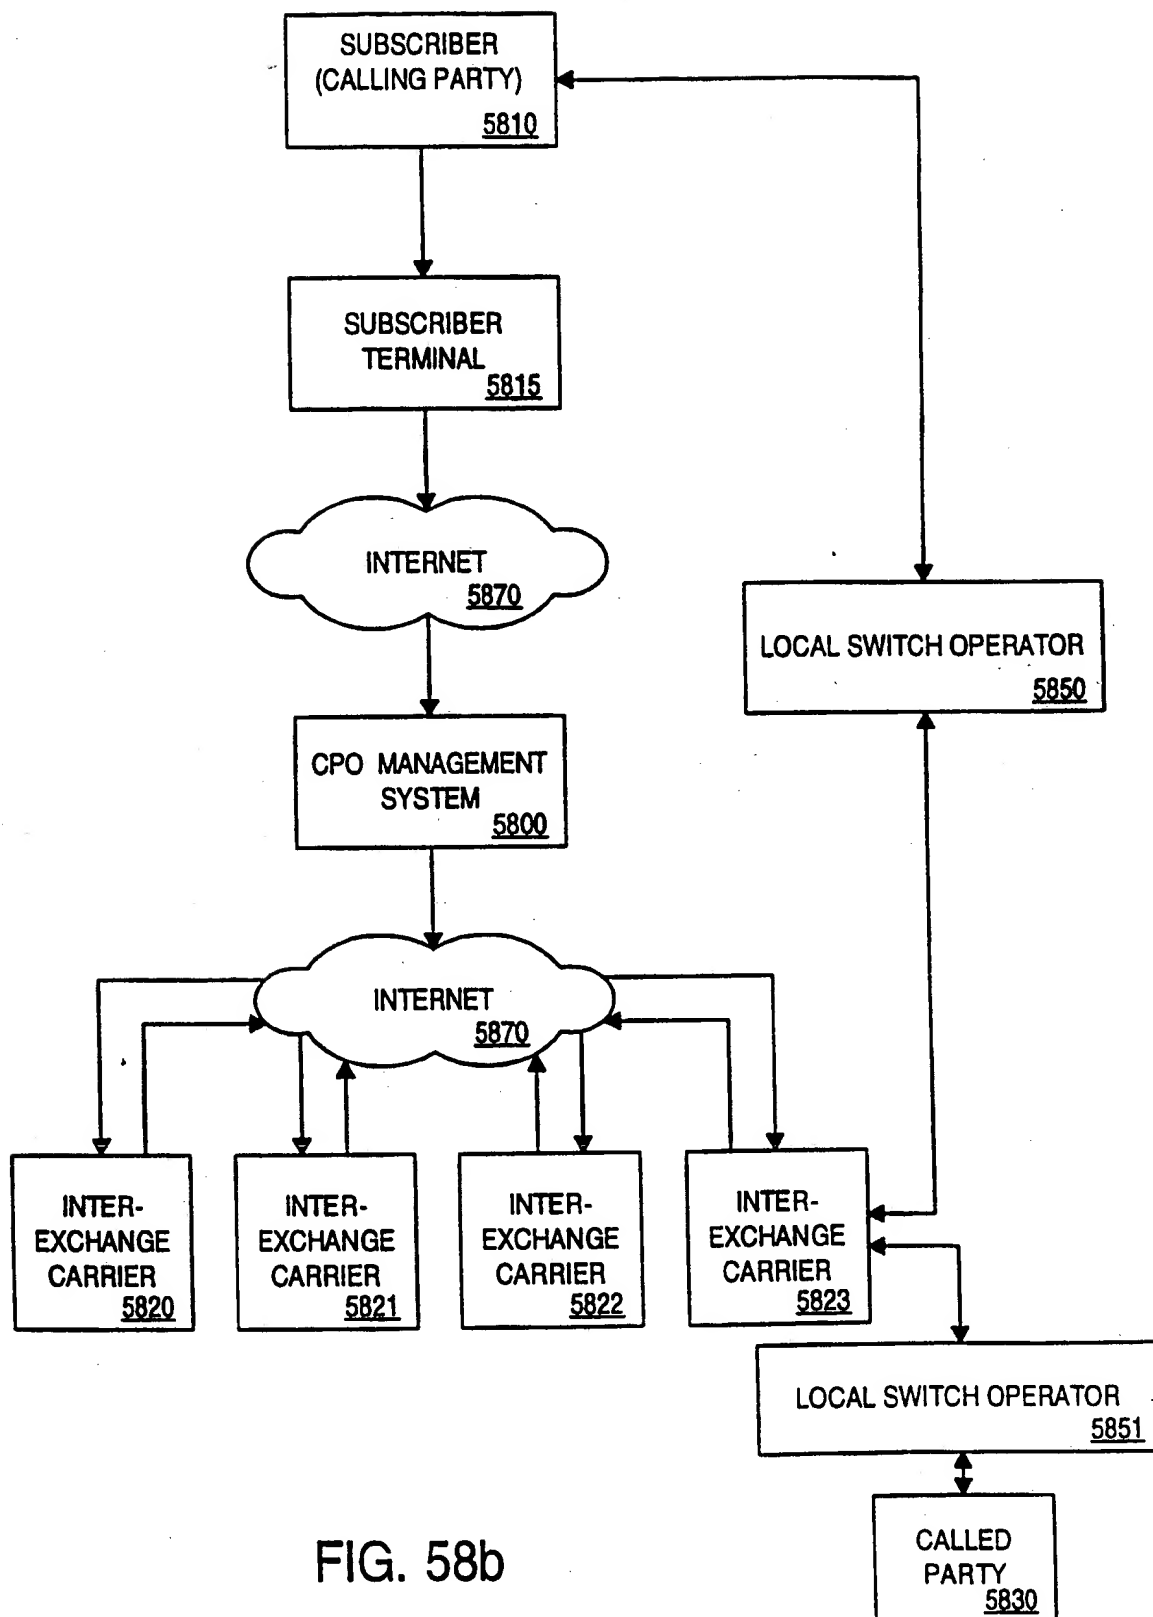 SUBSCRIBER
(CALLING PARTY)
5810
SUBSCRIBER
TERMINAL
5815
INTERNET
5870
LOCAL SWITCH OPERATOR
5850
CPO MANAGEMENT
SYSTEM
5800
INTERNET
5870
INTER-
EXCHANGE
CARRIER
5820
INTER-
EXCHANGE
CARRIER
5821
INTER-
EXCHANGE
CARRIER
5822
INTER-
EXCHANGE
CARRIER
5823
LOCAL SWITCH OPERATOR
5851
CALLED
PARTY
5830
FIG. 58b